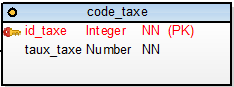 code_taxe
id_taxe Integer NN (PK)
taux_taxe Number NN